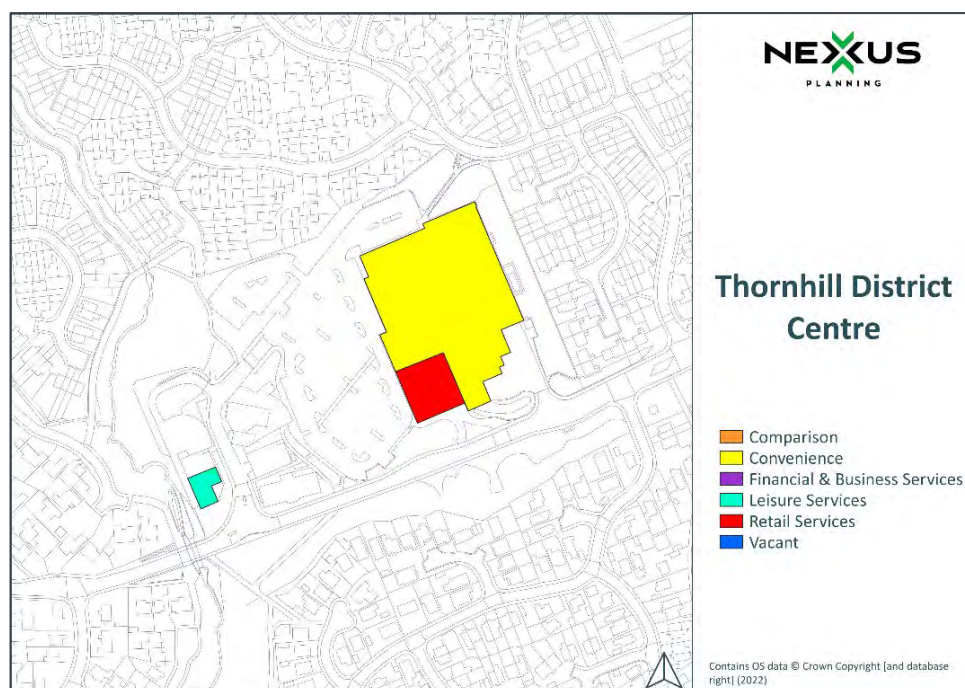 NEXUS
PLANNING
Thornhill District
Centre
Comparison
Convenience
Financial & Business Services
Leisure Services
Retail Services
Vacant
Contains OS data © Crown Copyright [and database
right] (2022)